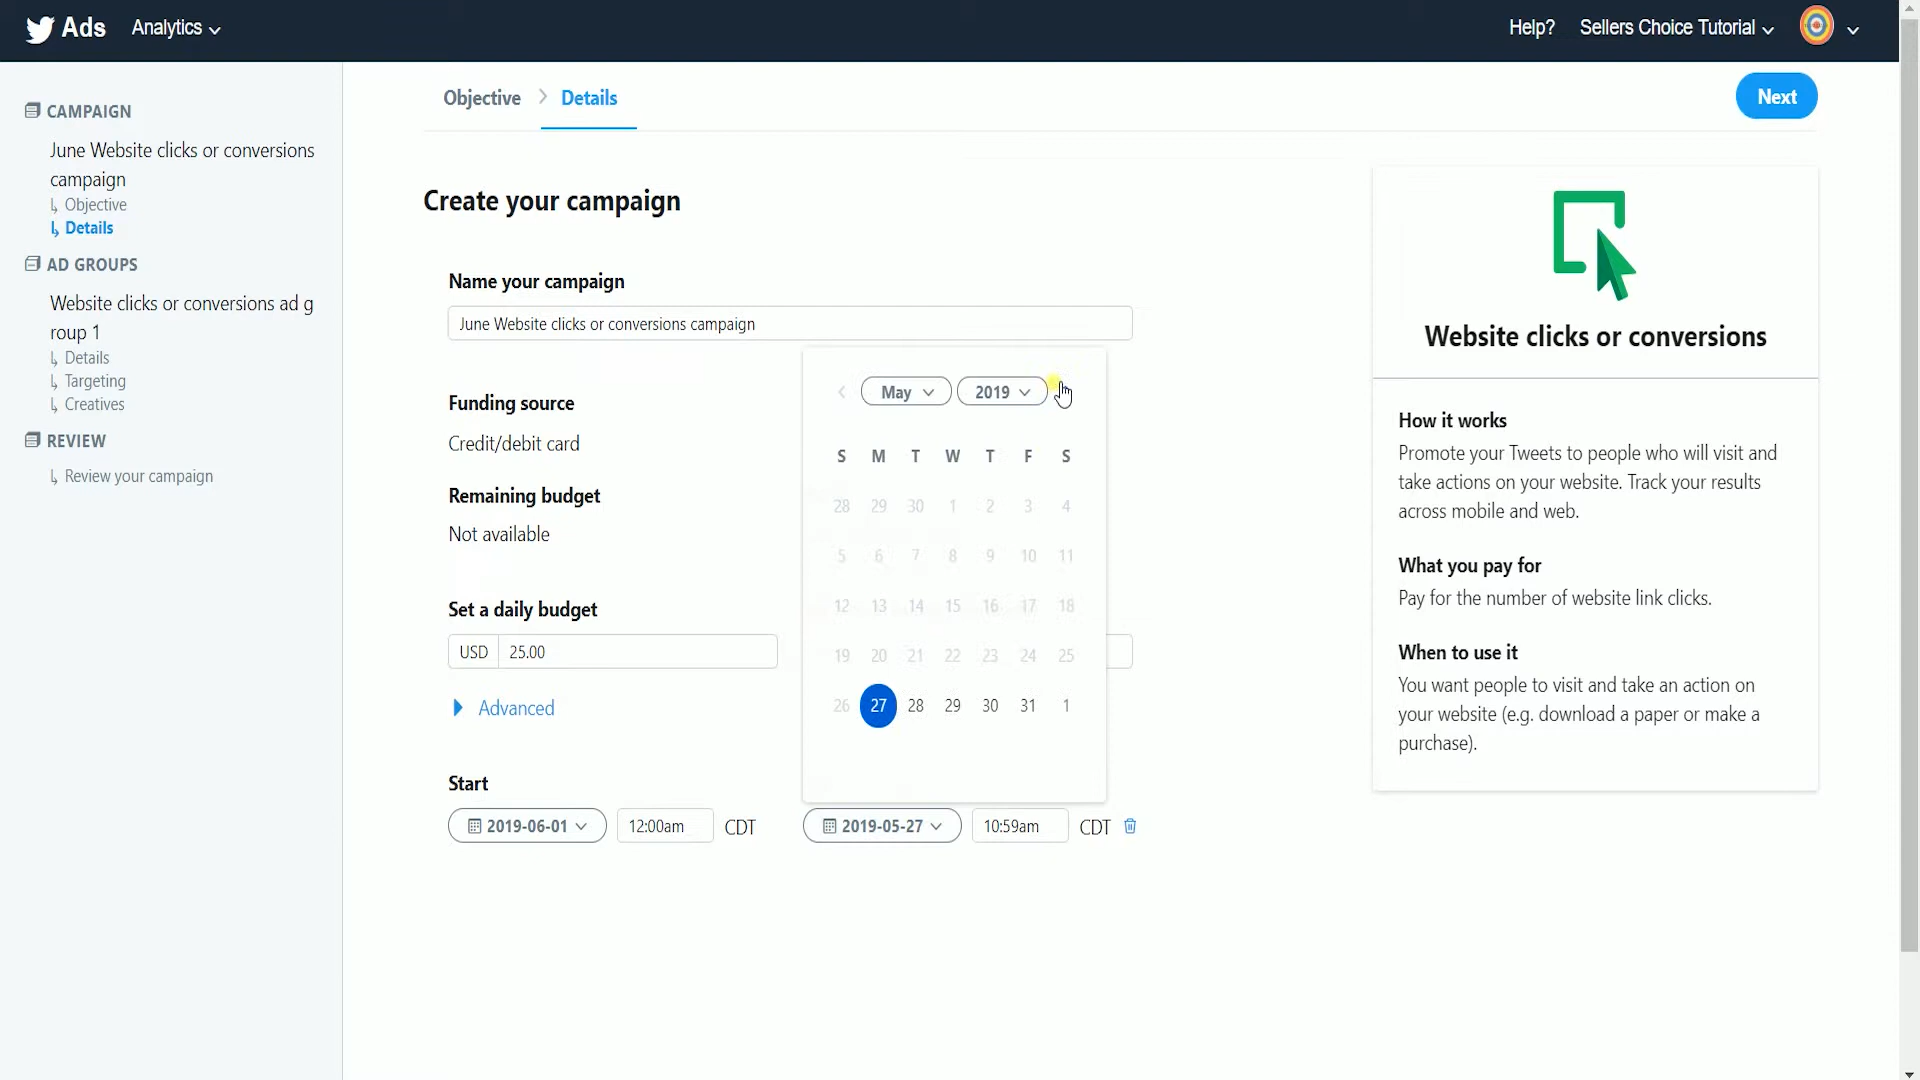 Ads Analytics Help? Sellers Choice Tutorial
CAMPAIGN
June Website clicks or conversions
campaign
Objective
Details
AD GROUPS
Website clicks or conversions ad g
roup 1
Details
Targeting
Creatives
REVIEW
Review your campaign
Objective Details Next
Create your campaign
Name your campaign
June Website clicks or conversions campaign
Funding source
Credit/debit card
Remaining budget
Not available
Set a daily budget
USD 25.00
Advanced
Start
2019-06-01 12:00am CDT 2019-05-27 10:59am CDT
May 2019
S M T W T F S
28 29 30 1 2 3 4
5 6 7 8 9 10 11
12 13 14 15 16 17 18
19 20 21 22 23 24 25
26 27 28 29 30 31 1
Website clicks or conversions
How it works
Promote your Tweets to people who will visit and
take actions on your website. Track your results
across mobile and web.
What you pay for
Pay for the number of website link clicks.
When to use it
You want people to visit and take an action on
your website (e.g. download a paper or make a
purchase).